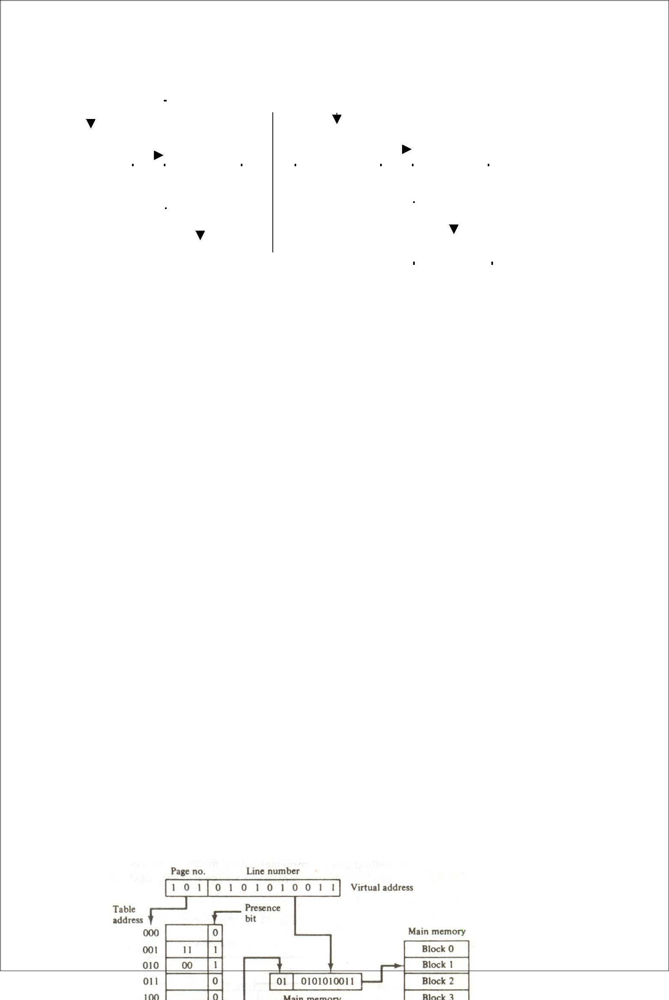 Page no. Line number
1 0 1 0 1 0 1 0 1 0 0 1 1 Virtual address
Table address
Presence bit
000 0
Main memory
001 11 1 Block 0
010 00 1 Block 1
011 0 01 0101010011 Block 2
100 0 Main memory Block 3